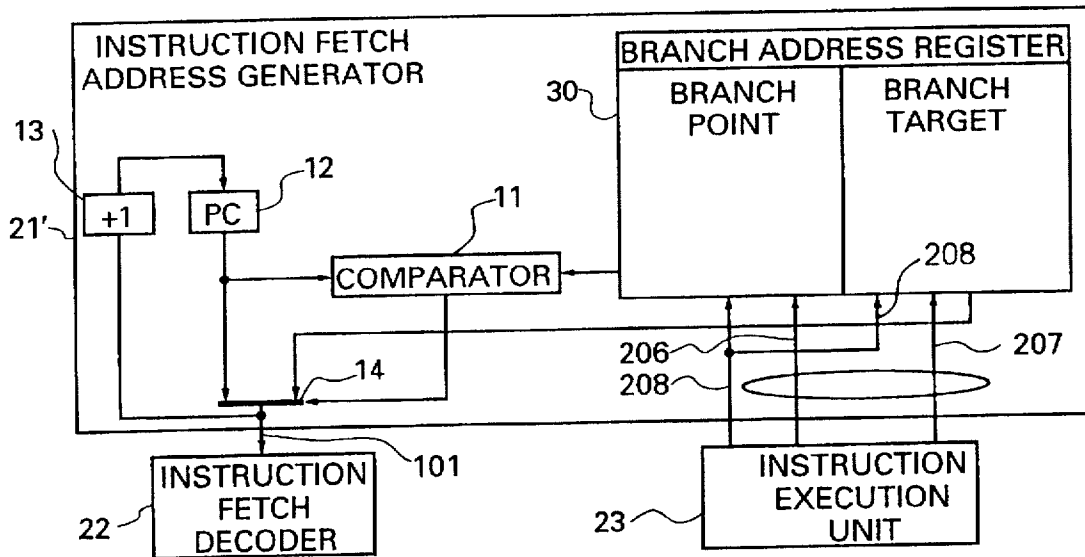 INSTRUCTION FETCH
ADDRESS GENERATOR
BRANCH ADDRESS REGISTER
30
BRANCH
POINT
BRANCH
TARGET
13
12
+1
PC
11
21'
COMPARATOR
208
206
207
14
208
101
INSTRUCTION
FETCH
DECODER
22
INSTRUCTION
EXECUTION
UNIT
23